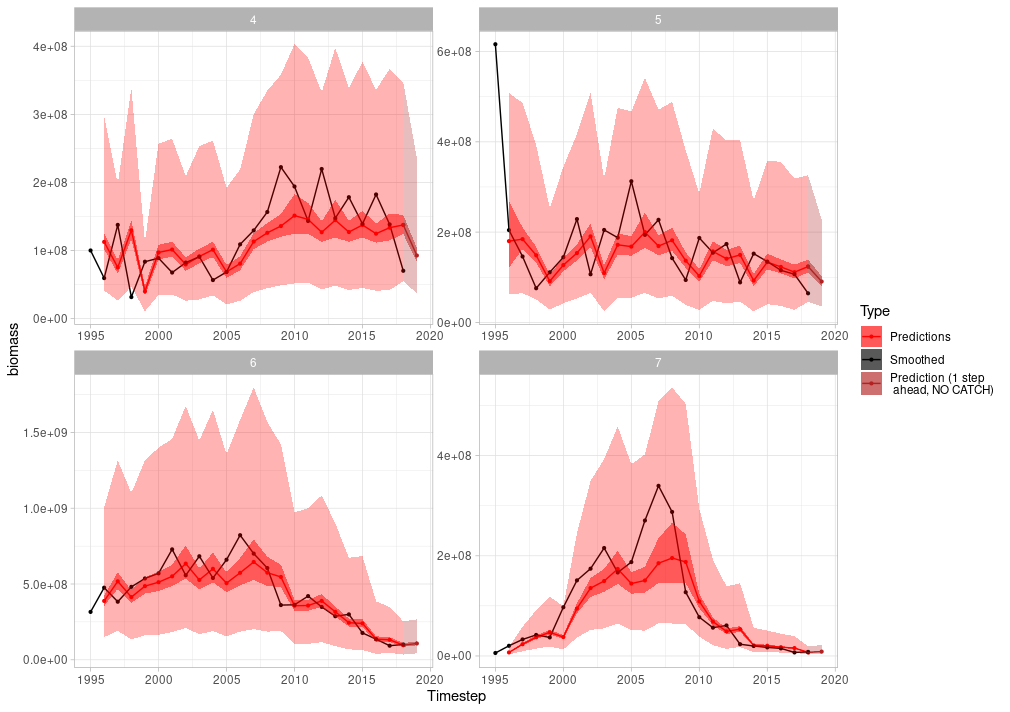 4
5
4e+08
3e+08
2e+08
1e+08
0e+00
6e+08
4e+08
2e+08
0e+00
1995 2000 2005 2010 2015 2020
1995 2000 2005 2010 2015 2020
biomass
6
7
1.5e+09
1.0e+09
5.0e+08
0.0e+00
4e+08
2e+08
0e+00
1995 2000 2005 2010 2015 2020
1995 2000 2005 2010 2015 2020
Timestep
Type
Predictions
Smoothed
Prediction (1 step
ahead, NO CATCH)